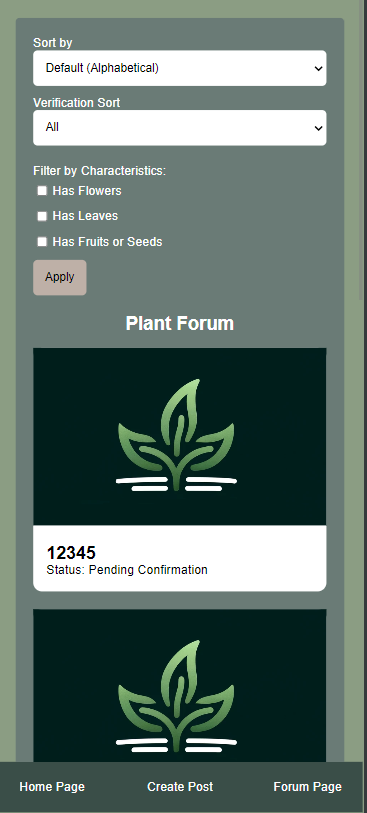 Sort by
Default (Alphabetical)
Verification Sort
All
Filter by Characteristics:
Has Flowers
Has Leaves
Has Fruits or Seeds
Apply
Plant Forum
12345
Status: Pending Confirmation
Home Page
Create Post
Forum Page